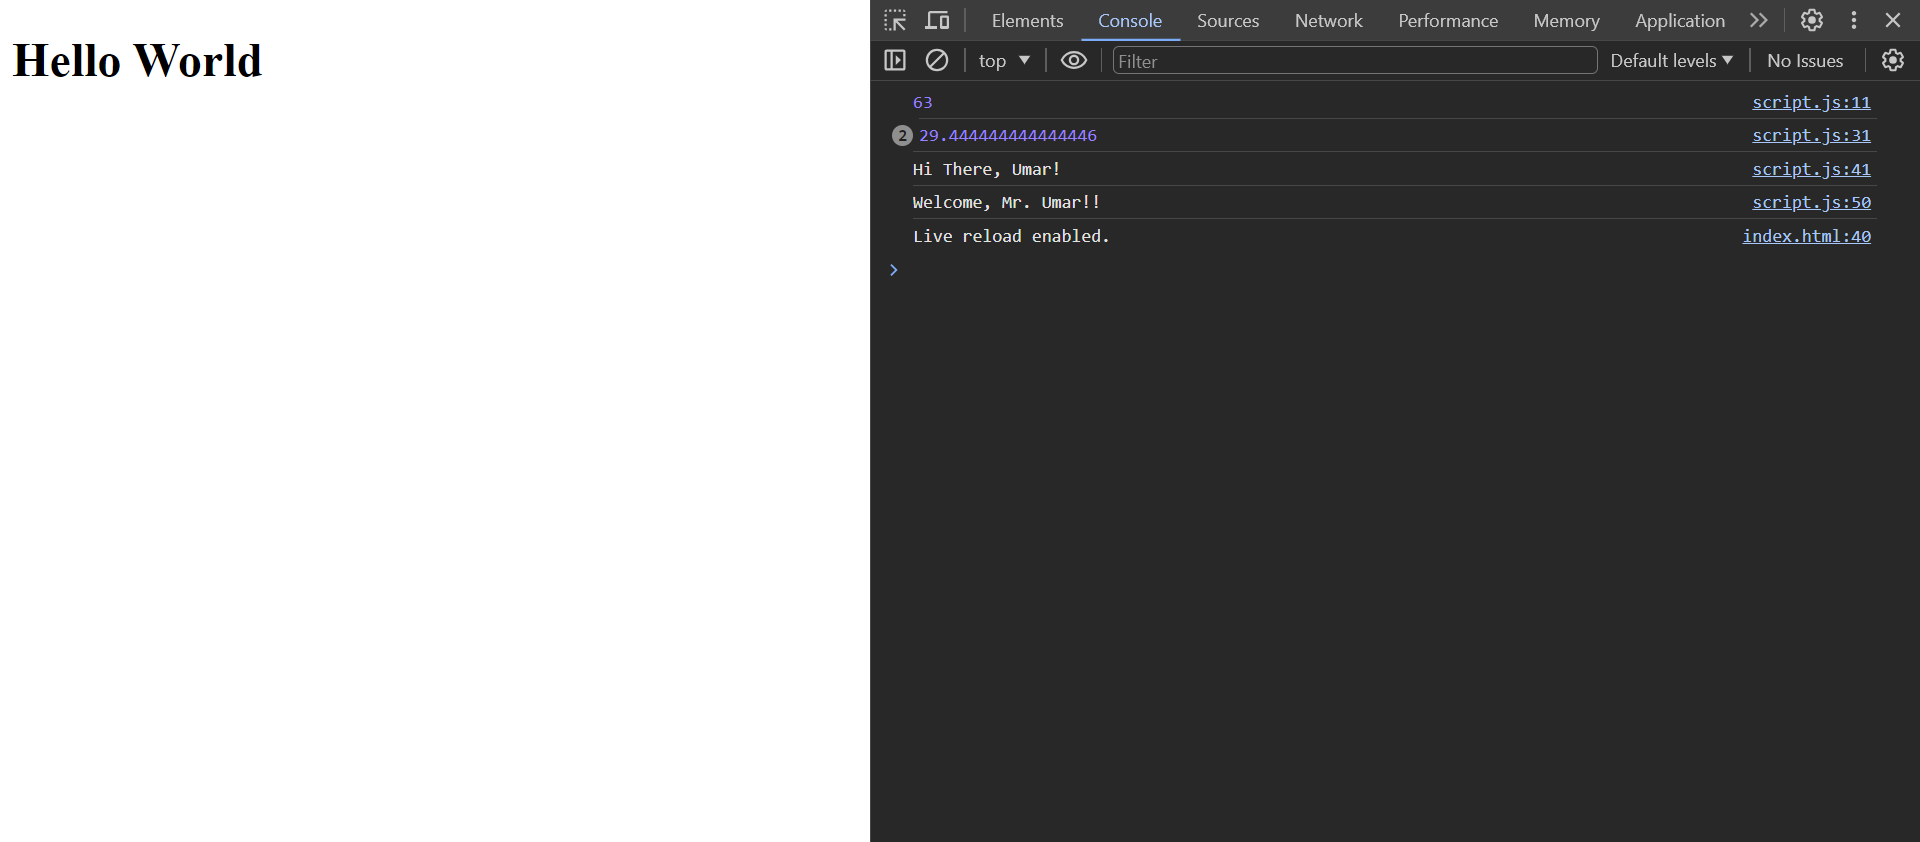 Hello World
Elements Console Sources Network Performance Memory Application
top Filter Default levels No Issues
63 script.js:11
2 29.444444444444446 script.js:31
Hi There, Umar! script.js:41
Welcome, Mr. Umar!! script.js:50
Live reload enabled. index.html:40